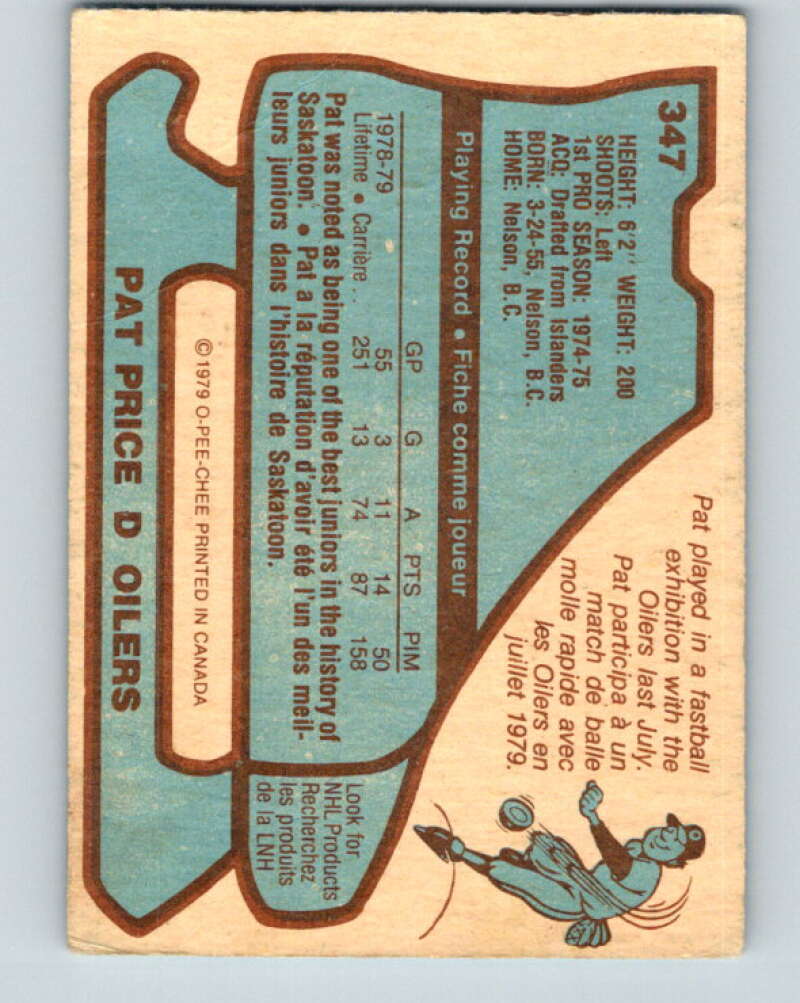 347
HEIGHT: 6'2" WEIGHT: 200
SHOOTS: Left
1st PRO SEASON: 1974-75
ACQ: Drafted from Islanders
BORN: 3-24-55, Nelson, B.C.
HOME: Nelson, B.C.
Pat played in a fastball
exhibition with the
Oilers last July.
Pat participa à un
match de balle
molle rapide avec
les Oilers en
juillet 1979.
Playing Record • Fiche comme joueur
GP G A PTS PIM
1978-79 55 3 11 14 50
Lifetime • Carrière .. 251 13 74 87 158
Pat was noted as being one of the best juniors in the history of
Saskatoon. • Pat a la réputation d'avoir été l'un des meil-
leurs juniors dans l'histoire de Saskatoon.
Look for
NHL Products
Recherchez
les produits
de la LNH
©1979 O-PEE-CHEE PRINTED IN CANADA
PAT PRICE D OILERS